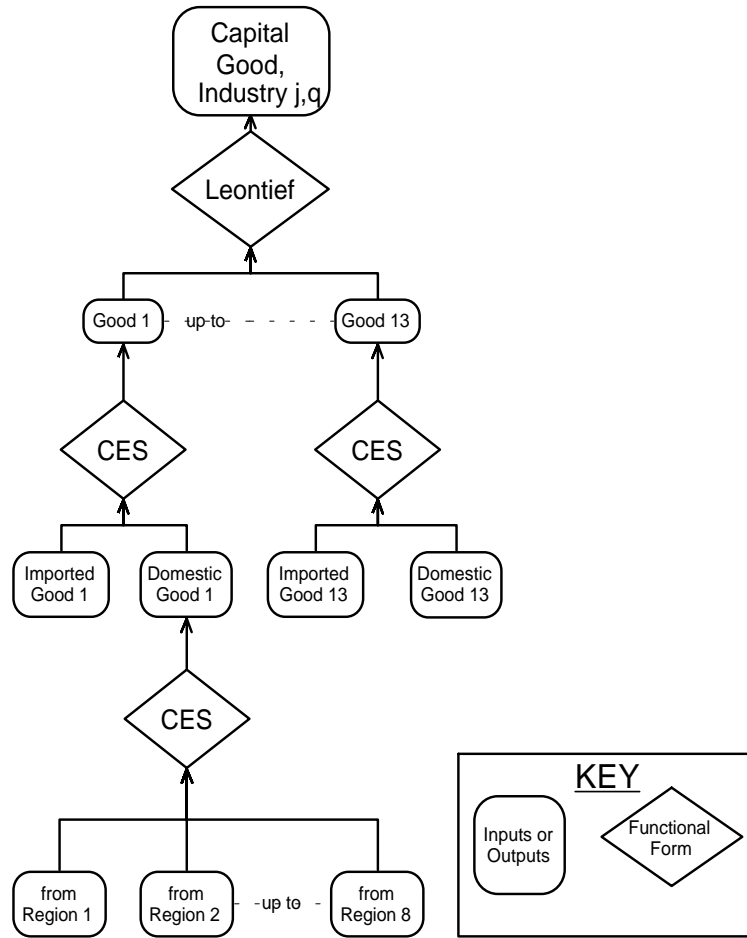 Capital
Good,
Industry j,q
Leontief
Good 1
up to
Good 13
CES
CES
Imported
Good 1
Domestic
Good 1
Imported
Good 13
Domestic
Good 13
CES
KEY
Inputs or
Outputs
Functional
Form
from
Region 1
from
Region 2
up to
from
Region 8